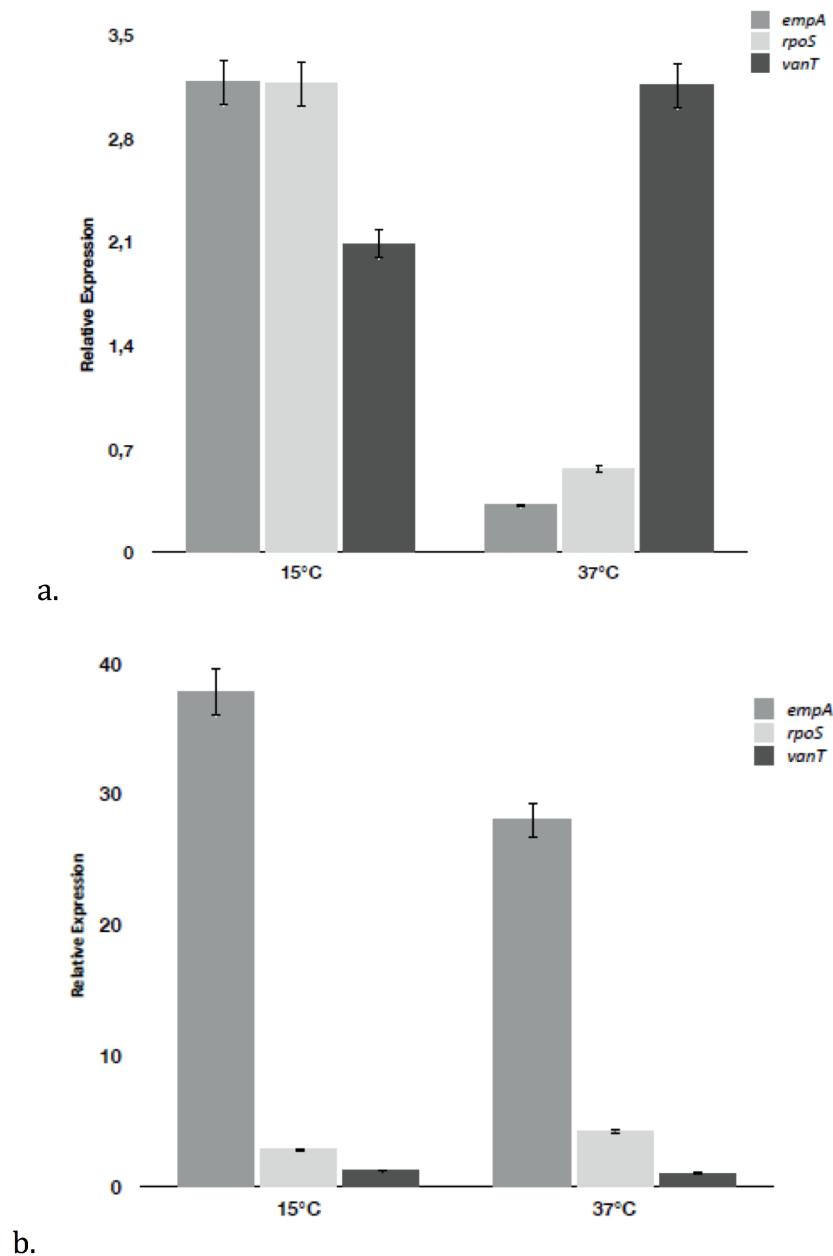 3,5
2,8
2,1
1,4
0,7
0
Relative Expression
empA
rpoS
vanT
15°C
37°C
a.
40
30
20
10
0
Relative Expression
empA
rpoS
vanT
15°C
37°C
b.